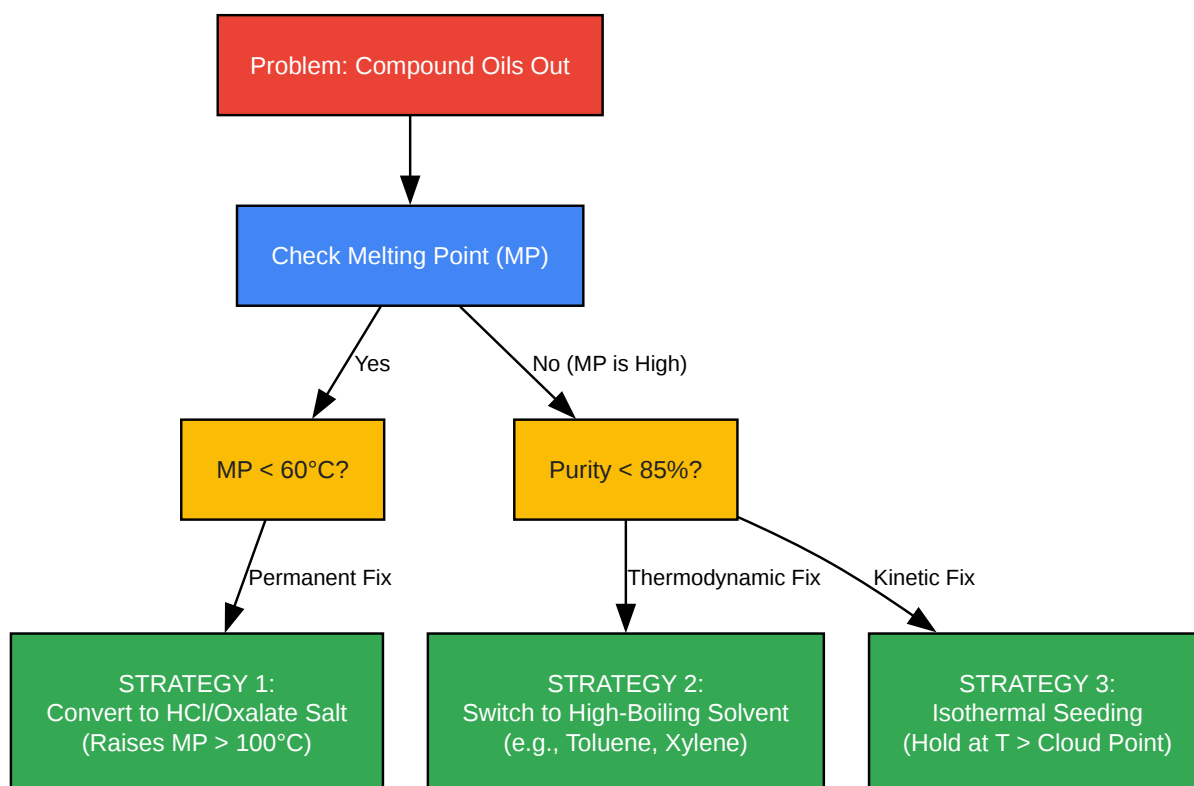 Problem: Compound Oils Out
Check Melting Point (MP)
Yes
No (MP is High)
MP < 60°C?
Purity < 85%?
Permanent Fix
Thermodynamic Fix
Kinetic Fix
STRATEGY 1:
Convert to HCl/Oxalate Salt
(Raises MP > 100°C)
STRATEGY 2:
Switch to High-Boiling Solvent
(e.g., Toluene, Xylene)
STRATEGY 3:
Isothermal Seeding
(Hold at T > Cloud Point)